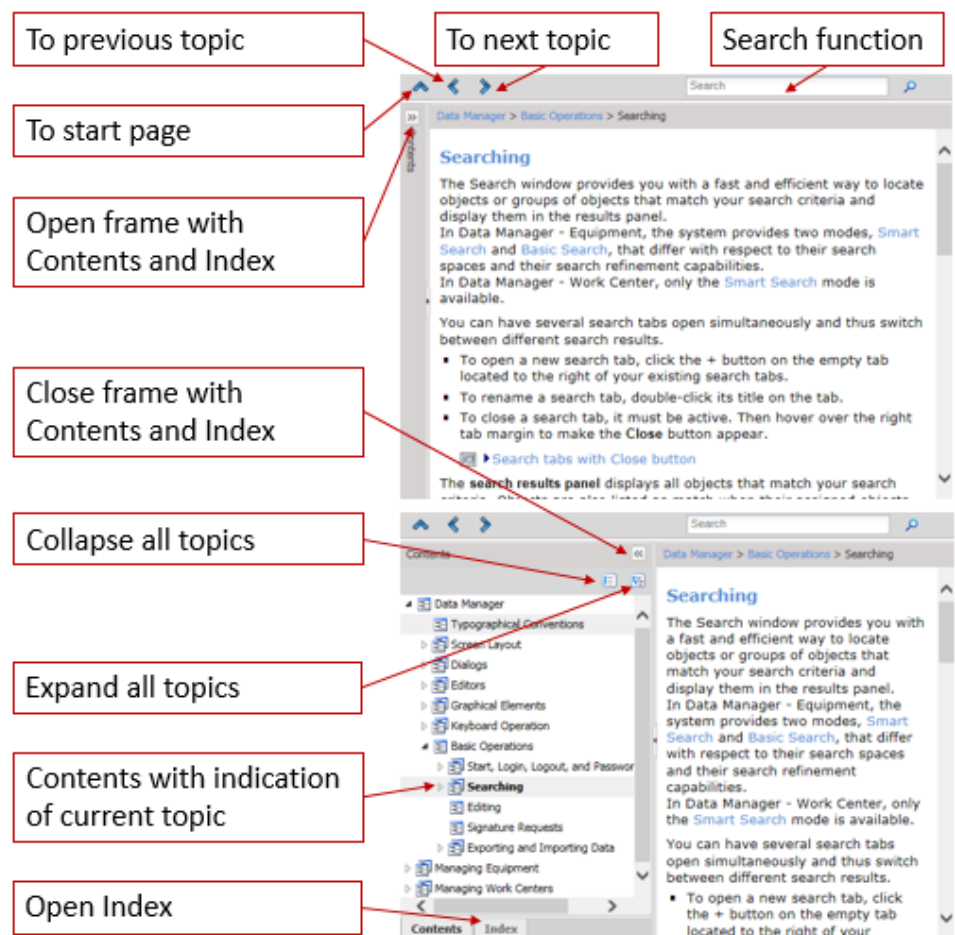 To previous topic
To next topic
Search function
To start page
Open frame with
Contents and Index
Close frame with
Contents and Index
Collapse all topics
Expand all topics
Contents with indication
of current topic
Open Index
Search
Data Manager > Basic Operations > Searching
Contents
Searching
The Search window provides you with a fast and efficient way to locate
objects or groups of objects that match your search criteria and
display them in the results panel.
In Data Manager - Equipment, the system provides two modes, Smart
Search and Basic Search, that differ with respect to their search
spaces and their search refinement capabilities.
In Data Manager - Work Center, only the Smart Search mode is
available.
You can have several search tabs open simultaneously and thus switch
between different search results.
▪ To open a new search tab, click the + button on the empty tab
located to the right of your existing search tabs.
▪ To rename a search tab, double-click its title on the tab.
▪ To close a search tab, it must be active. Then hover over the right
tab margin to make the Close button appear.
Search tabs with Close button
The search results panel displays all objects that match your search
Search
Contents
Data Manager > Basic Operations > Searching
Data Manager
Typographical Conventions
Screen Layout
Dialogs
Editors
Graphical Elements
Keyboard Operation
Basic Operations
Start, Login, Logout, and Passwor
Searching
Editing
Signature Requests
Exporting and Importing Data
Managing Equipment
Managing Work Centers
Contents Index
Searching
The Search window provides you with
a fast and efficient way to locate
objects or groups of objects that
match your search criteria and
display them in the results panel.
In Data Manager - Equipment, the
system provides two modes, Smart
Search and Basic Search, that differ
with respect to their search spaces
and their search refinement
capabilities.
In Data Manager - Work Center, only
the Smart Search mode is available.
You can have several search tabs
open simultaneously and thus switch
between different search results.
▪ To open a new search tab, click
the + button on the empty tab
located to the right of your